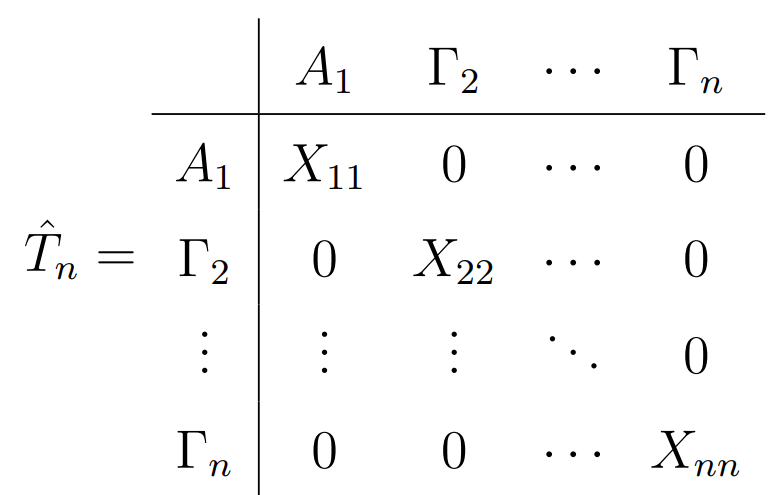 A₁ Γ₂ ⋯ Γₙ
A₁ X₁₁ 0 ⋯ 0
T̂ₙ = Γ₂ 0 X₂₂ ⋯ 0
⋮ ⋮ ⋮ ⋱ 0
Γₙ 0 0 ⋯ Xₙₙ